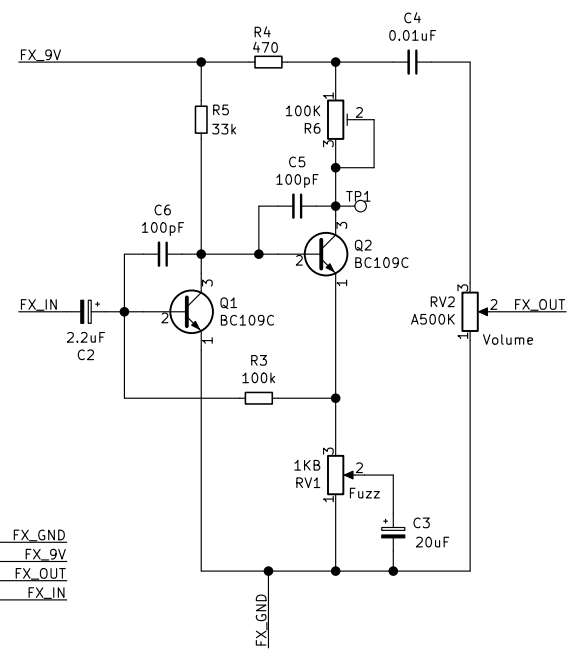 C4
0.01uF
R4
470
FX_9V
1
100K
2
R6
3
R5
33k
C5
100pF
TP1
3
C6
100pF
Q2
2
BC109C
1
3
Q1
2
BC109C
1
FX_IN
+
2.2uF
C2
3
RV2
2
FX_OUT
A500K
1
Volume
R3
100k
3
1KB
2
RV1
1
Fuzz
+
C3
20uF
FX_GND
FX_9V
FX_OUT
FX_IN
FX_GND